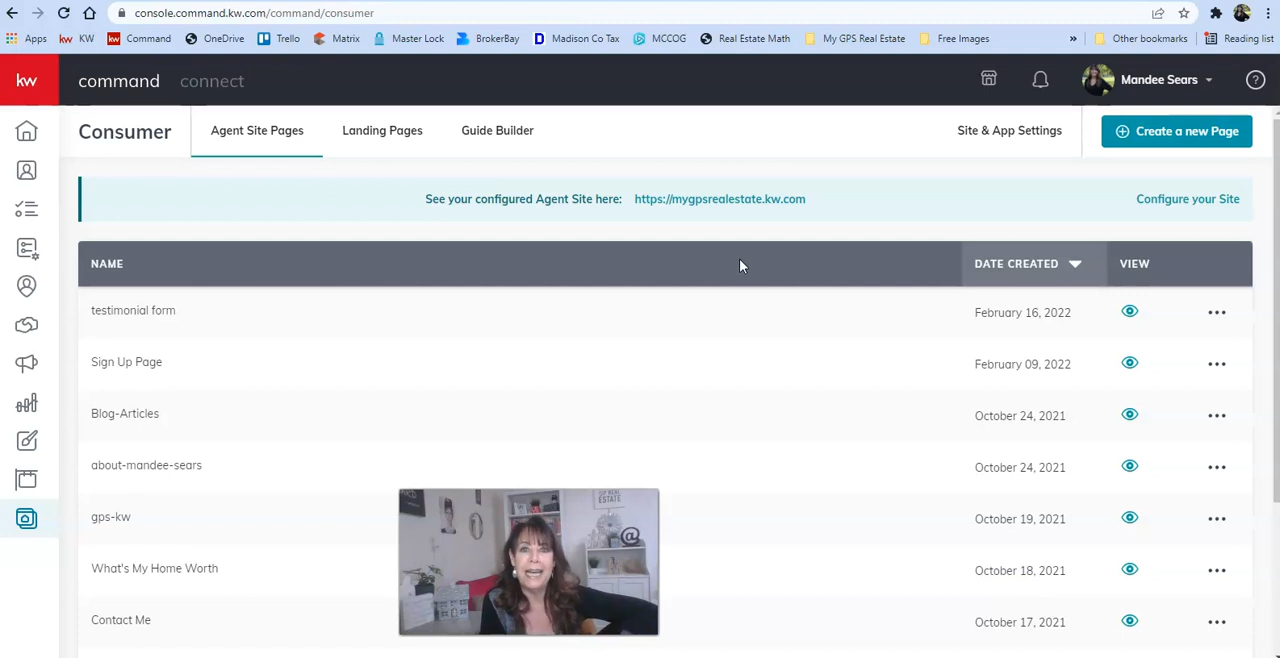 console.command.kw.com/command/consumer
Apps KW Command OneDrive Trello Matrix Master Lock BrokerBay Madison Co Tax MCCOG Real Estate Math My GPS Real Estate Free Images » Other bookmarks Reading list
kw command connect Mandee Sears
Consumer Agent Site Pages Landing Pages Guide Builder Site & App Settings Create a new Page
See your configured Agent Site here: https://mygpsrealestate.kw.com Configure your Site
NAME DATE CREATED VIEW
testimonial form February 16, 2022
Sign Up Page February 09, 2022
Blog-Articles October 24, 2021
about-mandee-sears October 24, 2021
gps-kw October 19, 2021
What's My Home Worth October 18, 2021
Contact Me October 17, 2021
ESTATE
@